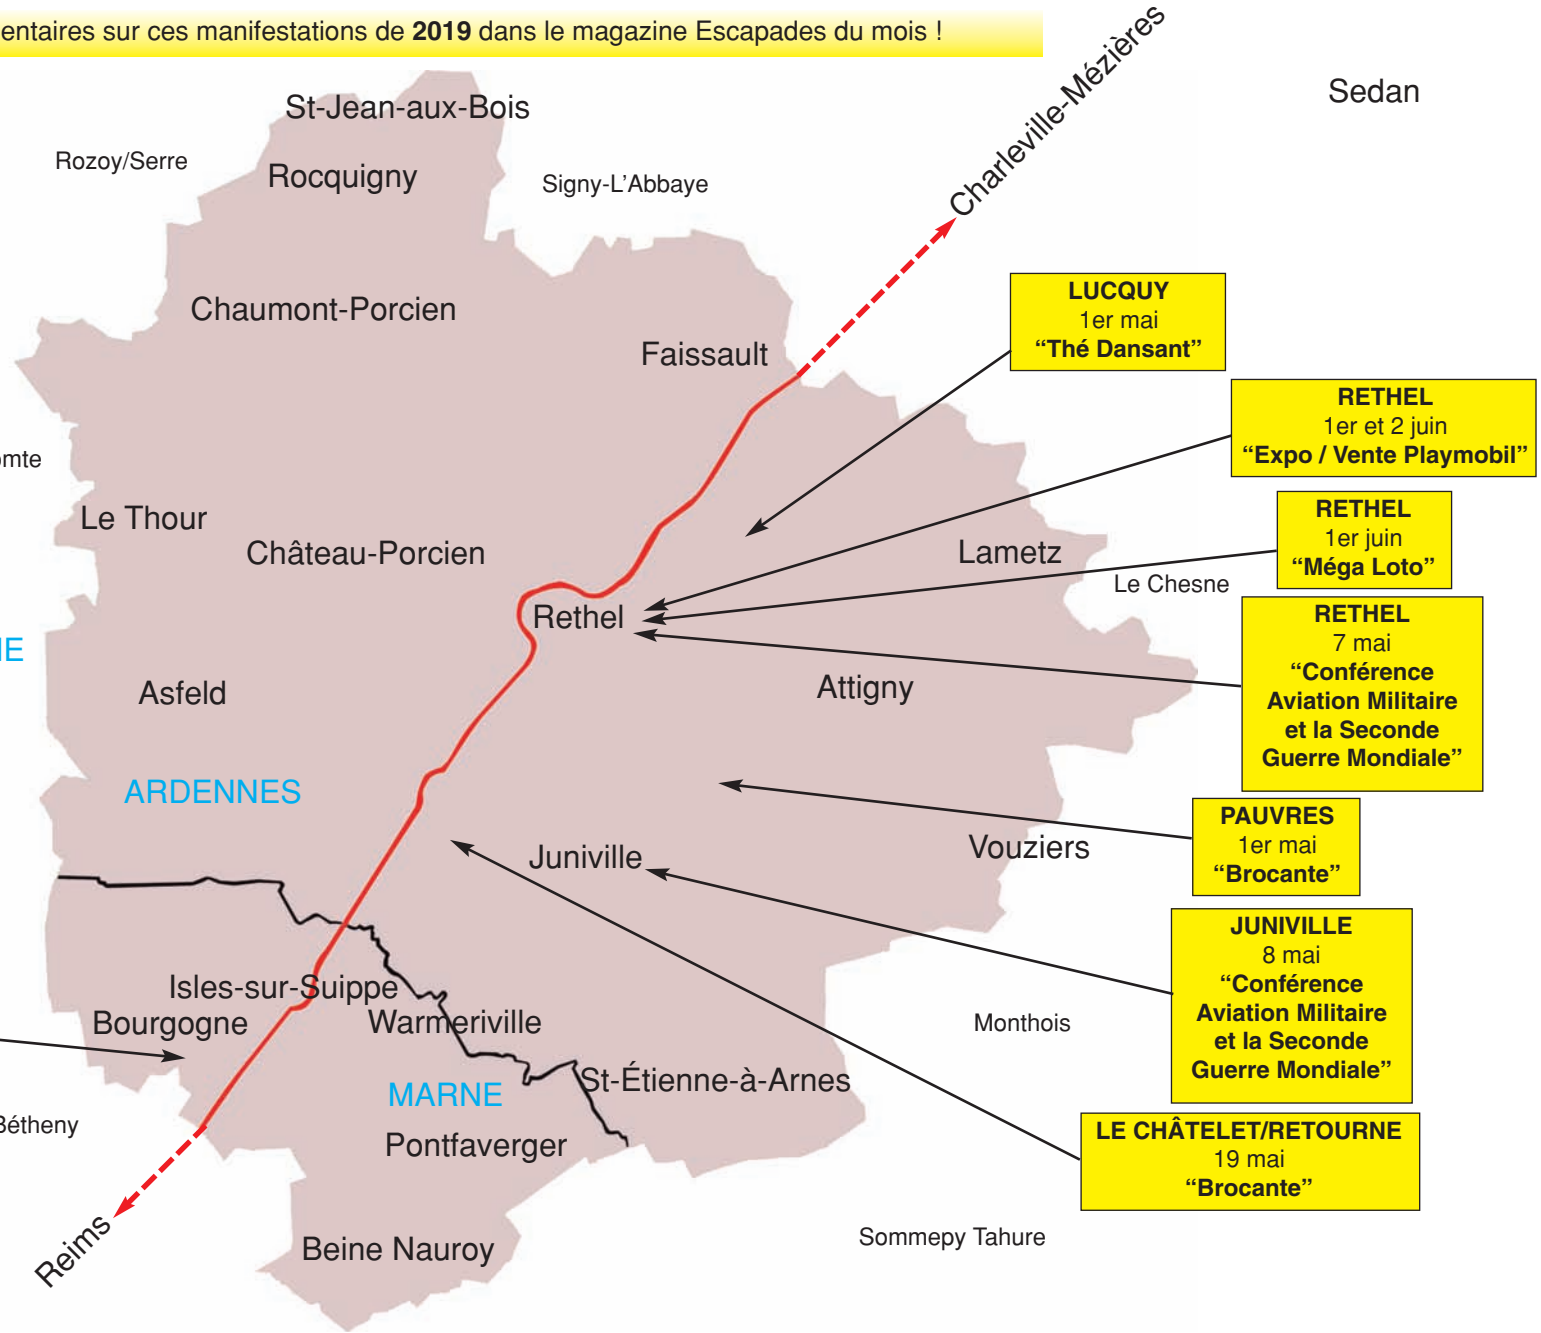 sur ces manifestations de 2019 dans le magazine Escapades du mois !
Charleville-Mézières
Sedan
St-Jean-aux-Bois
Rozoy/Serre
Rocquigny
Signy-L’Abbaye
LUCQUY
1er mai
“Thé Dansant”
Chaumont-Porcien
Faissault
RETHEL
1er et 2 juin
“Expo / Vente Playmobil”
Le Thour
Château-Porcien
Lametz
RETHEL
1er juin
“Méga Loto”
Le Chesne
Rethel
RETHEL
7 mai
“Conférence
Aviation Militaire
et la Seconde
Guerre Mondiale”
Asfeld
Attigny
ARDENNES
PAUVRES
1er mai
“Brocante”
Juniville
Vouziers
JUNIVILLE
8 mai
“Conférence
Aviation Militaire
et la Seconde
Guerre Mondiale”
Isles-sur-Suippe
Bourgogne
Warmeriville
Monthois
MARNE
St-Étienne-à-Arnes
Bétheny
Pontfaverger
LE CHÂTELET/RETOURNE
19 mai
“Brocante”
Reims
Beine Nauroy
Sommepy Tahure